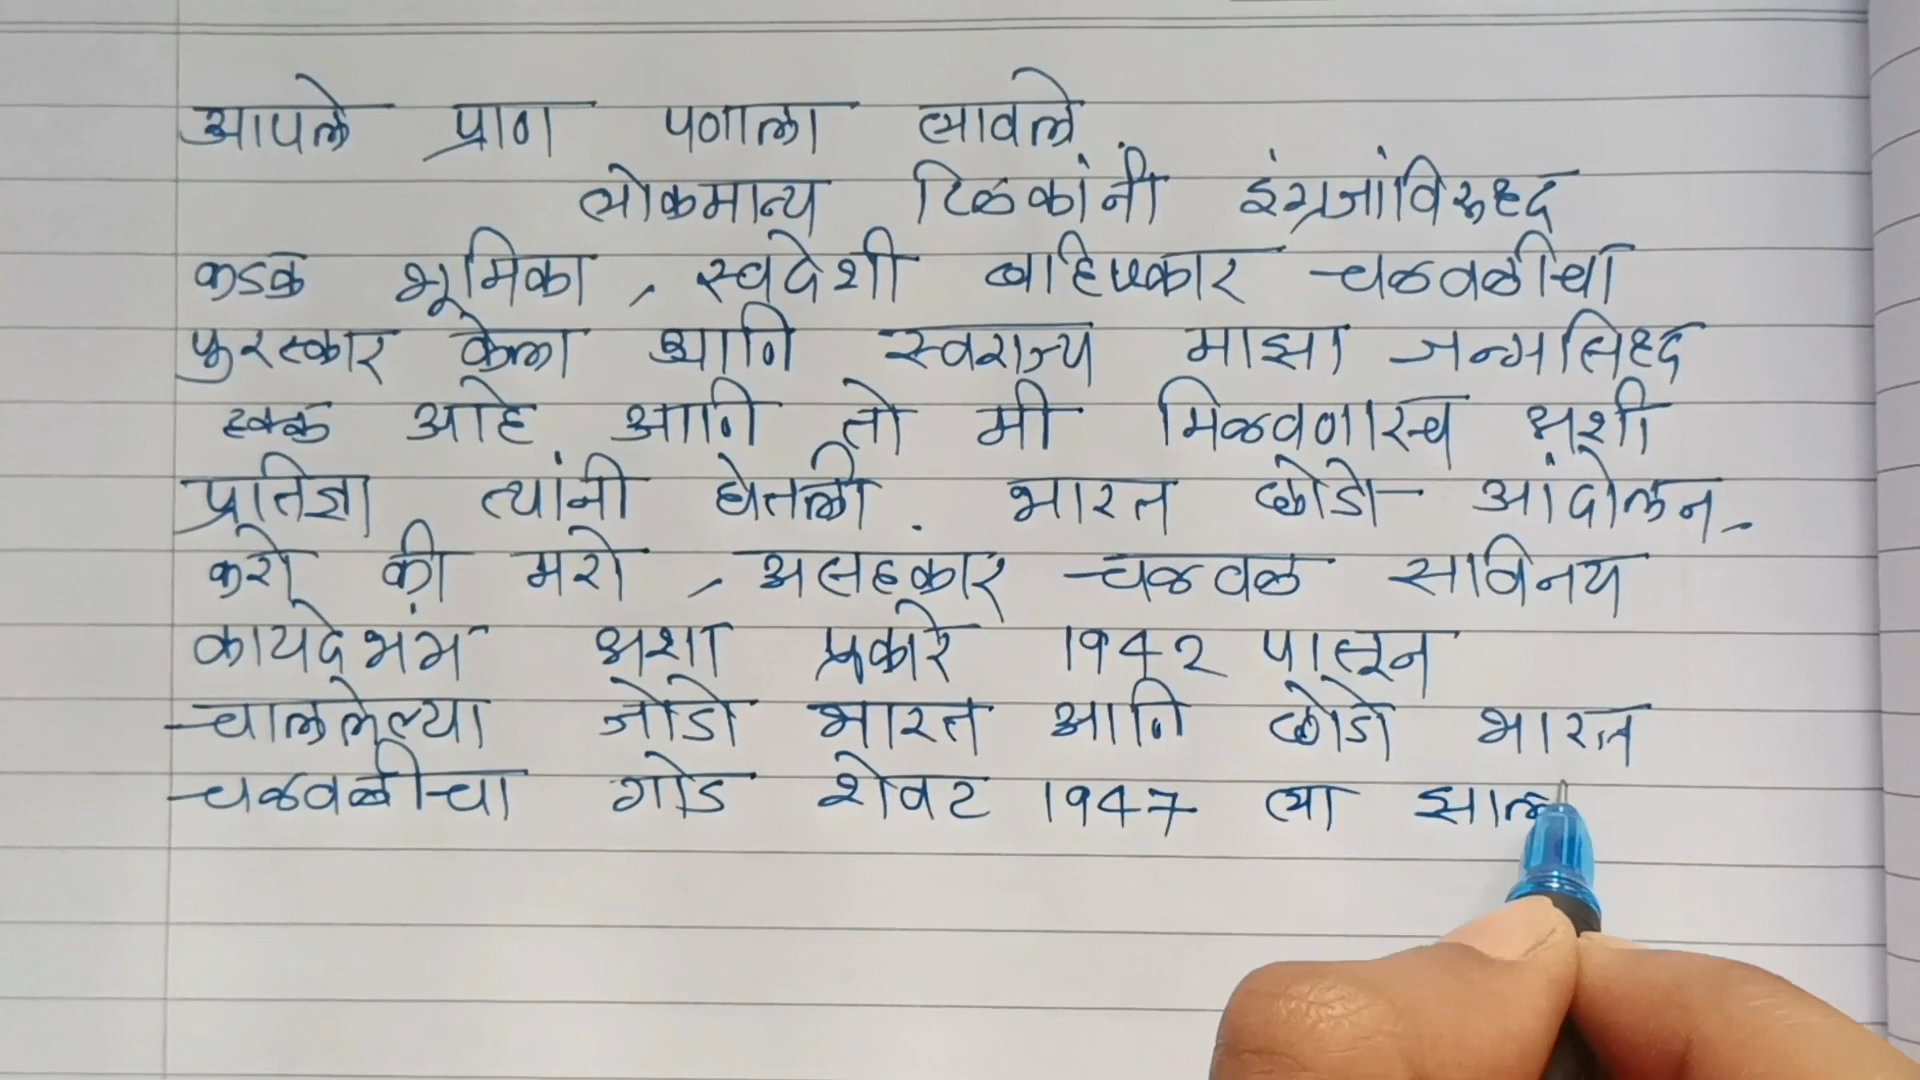 आपले प्राण पणाला लावले
लोकमान्य टिळकांनी इंग्रजांविरुद्ध
कडक भूमिका, स्वदेशी बहिष्कार चळवळीचा
पुरस्कार केला आणि स्वराज्य माझा जन्मसिद्ध
हक्क आहे आणि तो मी मिळवणारच अशी
प्रतिज्ञा त्यांनी घेतली. भारत छोडो आंदोलन,
करो की मरो, असहकार चळवळ सविनय
कायदेभंग अशा प्रकारे 1942 पासून
चाललेल्या जोडो भारत आणि छोडो भारत
चळवळीचा गोड शेवट 1947 ला झाल